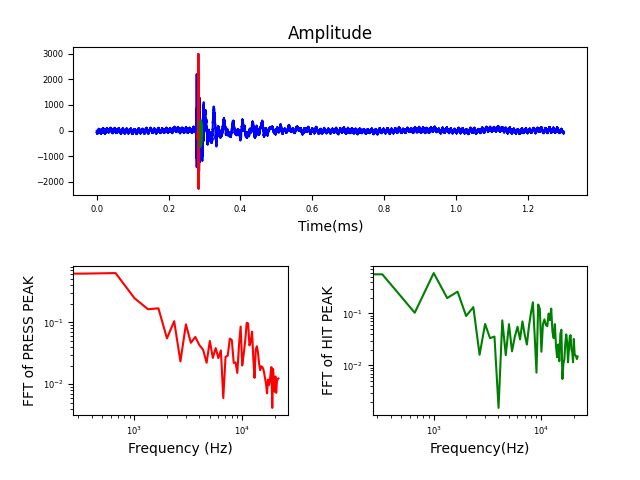 Amplitude
3000
2000
1000
0
−1000
−2000
0.0 0.2 0.4 0.6 0.8 1.0 1.2
Time(ms)
FFT of PRESS PEAK
10⁻¹
10⁻²
10³ 10⁴
Frequency (Hz)
FFT of HIT PEAK
10⁻¹
10⁻²
10³ 10⁴
Frequency(Hz)